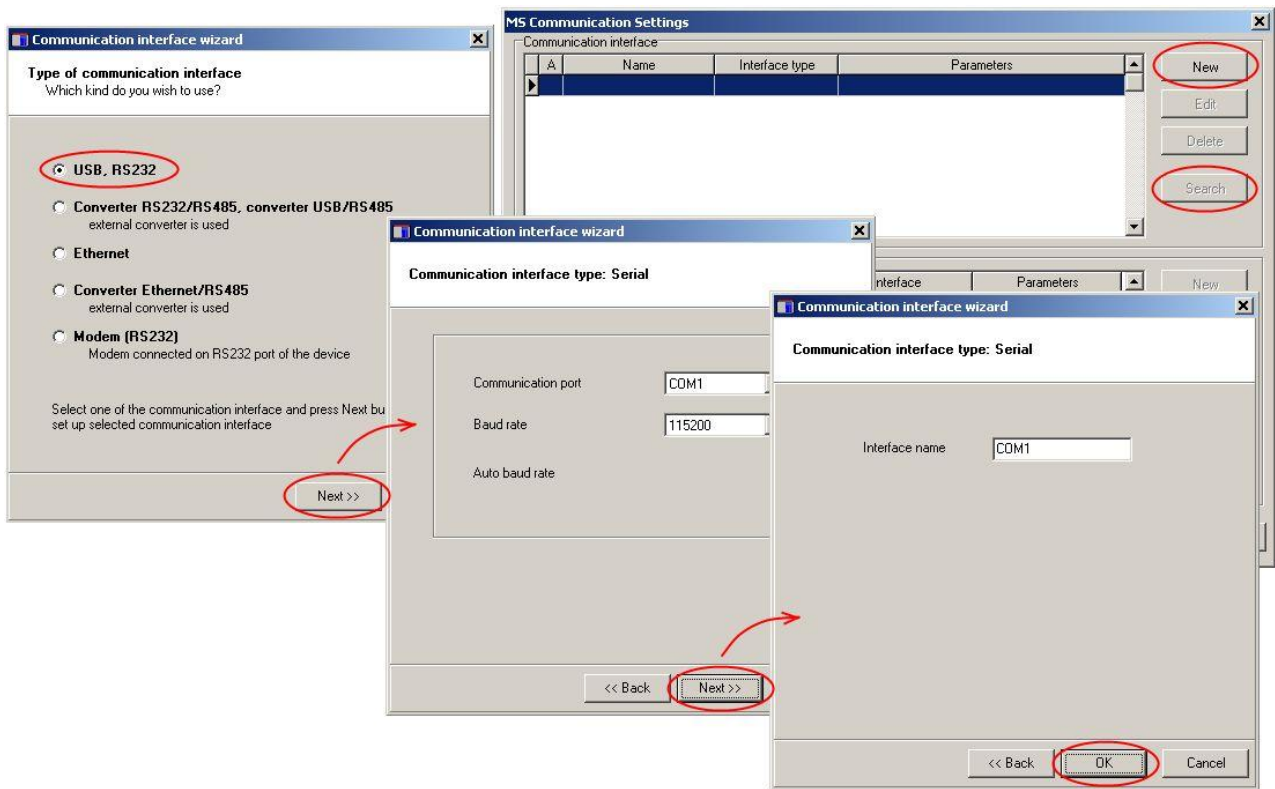 Communication interface wizard
Type of communication interface
Which kind do you wish to use?
USB, RS232
Converter RS232/RS485, converter USB/RS485
external converter is used
Ethernet
Converter Ethernet/RS485
external converter is used
Modem (RS232)
Modem connected on RS232 port of the device
Select one of the communication interface and press Next bu
set up selected communication interface
Next >>
MS Communication Settings
Communication interface
A Name Interface type Parameters
New
Edit
Delete
Search
nterface Parameters
New
Communication interface wizard
Communication interface type: Serial
Communication port COM1
Baud rate 115200
Auto baud rate
<< Back Next >>
Communication interface wizard
Communication interface type: Serial
Interface name COM1
<< Back OK Cancel